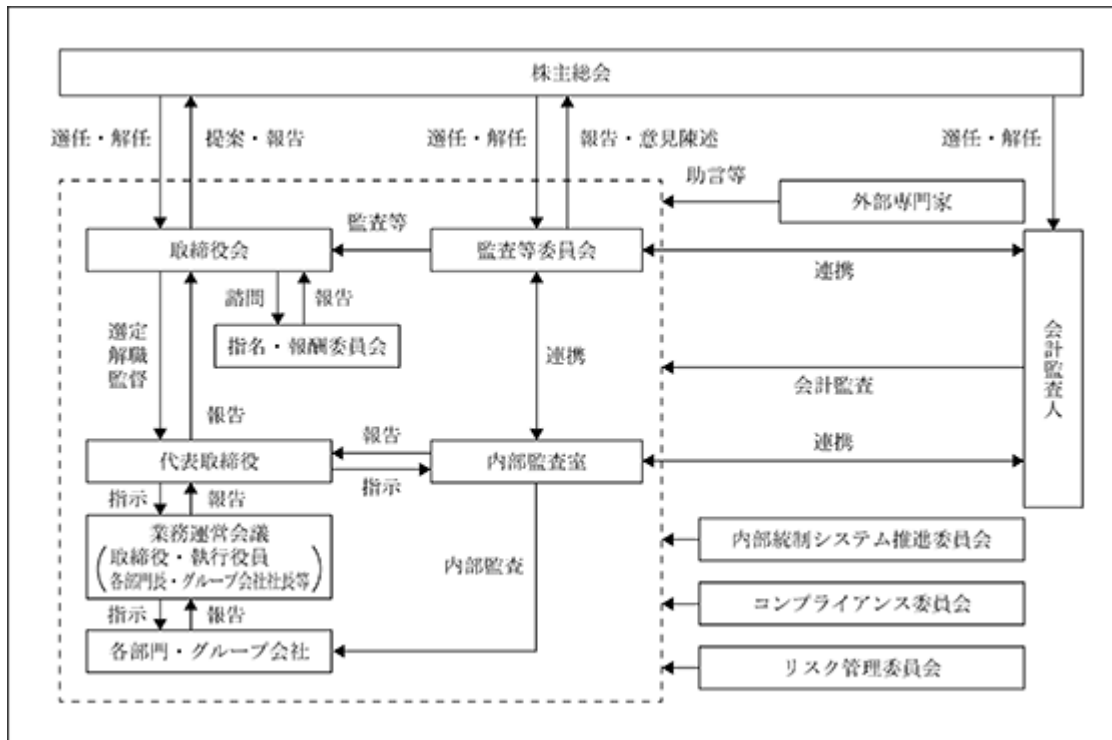 株主総会
選任・解任
提案・報告
選任・解任
報告・意見陳述
選任・解任
助言等
外部専門家
取締役会
監査等
監査等委員会
連携
諮問
報告
指名・報酬委員会
選定
解職
監督
連携
会計監査
会計監査人
報告
代表取締役
報告
指示
内部監査室
連携
指示
報告
業務運営会議
(取締役・執行役員
各部門長・グループ会社社長等)
内部監査
内部統制システム推進委員会
指示
報告
コンプライアンス委員会
各部門・グループ会社
リスク管理委員会